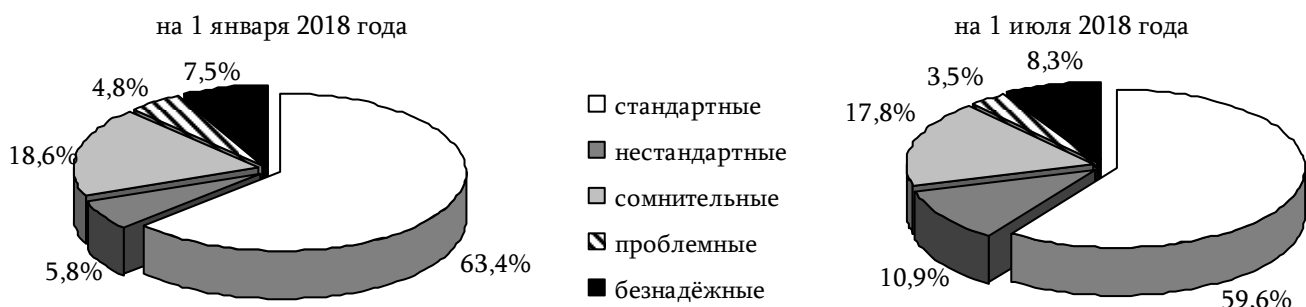 на 1 января 2018 года
7,5%
4,8%
18,6%
5,8%
63,4%
стандартные
нестандартные
сомнительные
проблемные
безнадёжные
на 1 июля 2018 года
8,3%
3,5%
17,8%
10,9%
59,6%